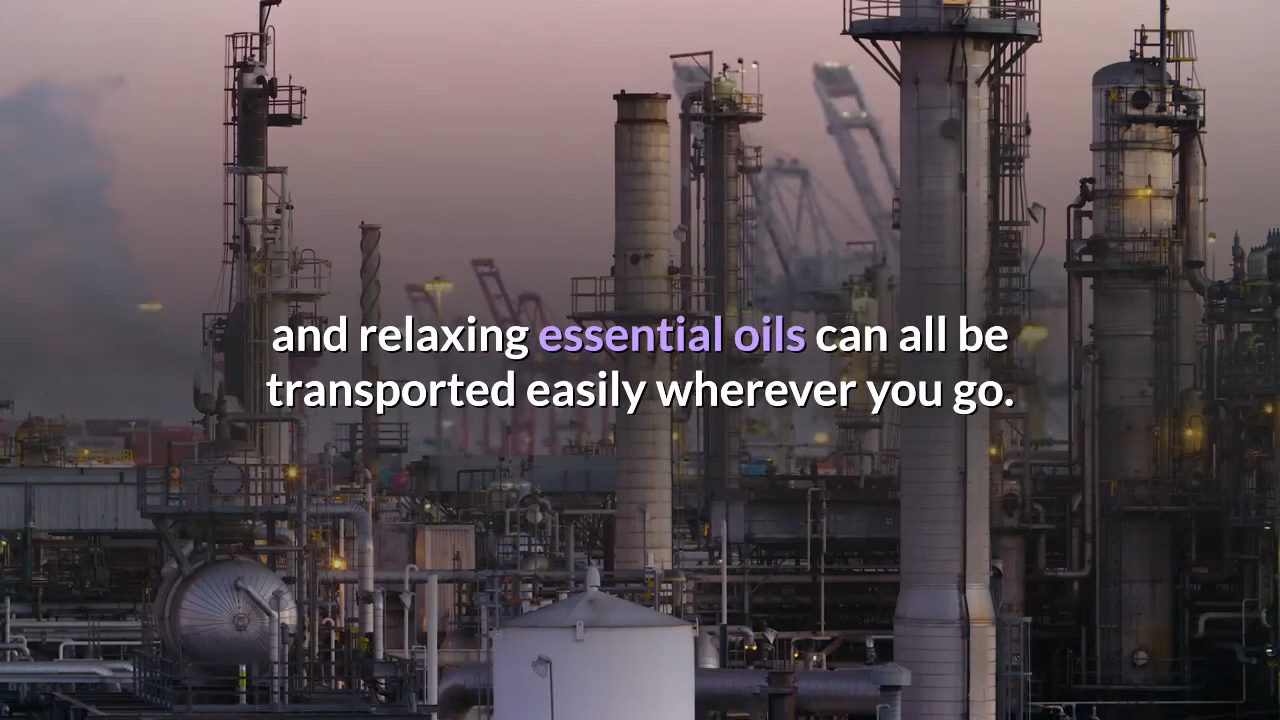 and relaxing essential oils can all be
transported easily wherever you go.